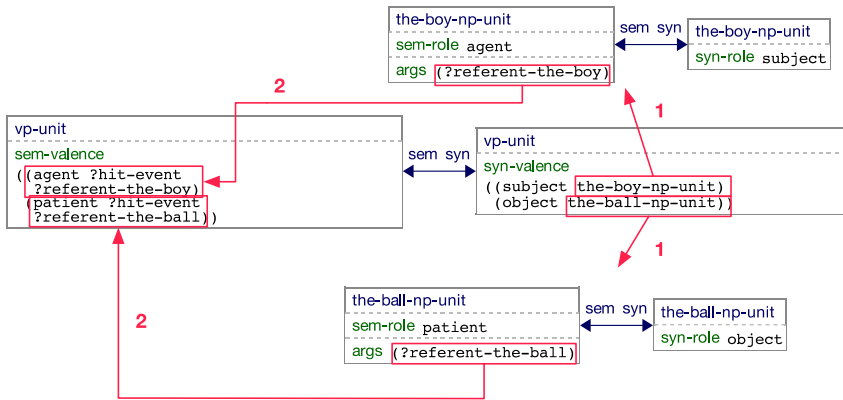 the-boy-np-unit
sem-role agent
args (?referent-the-boy)
sem syn
the-boy-np-unit
syn-role subject
2
1
vp-unit
sem-valence
((agent ?hit-event
?referent-the-boy)
(patient ?hit-event
?referent-the-ball))
sem syn
vp-unit
syn-valence
((subject the-boy-np-unit)
(object the-ball-np-unit))
1
2
the-ball-np-unit
sem-role patient
args (?referent-the-ball)
sem syn
the-ball-np-unit
syn-role object